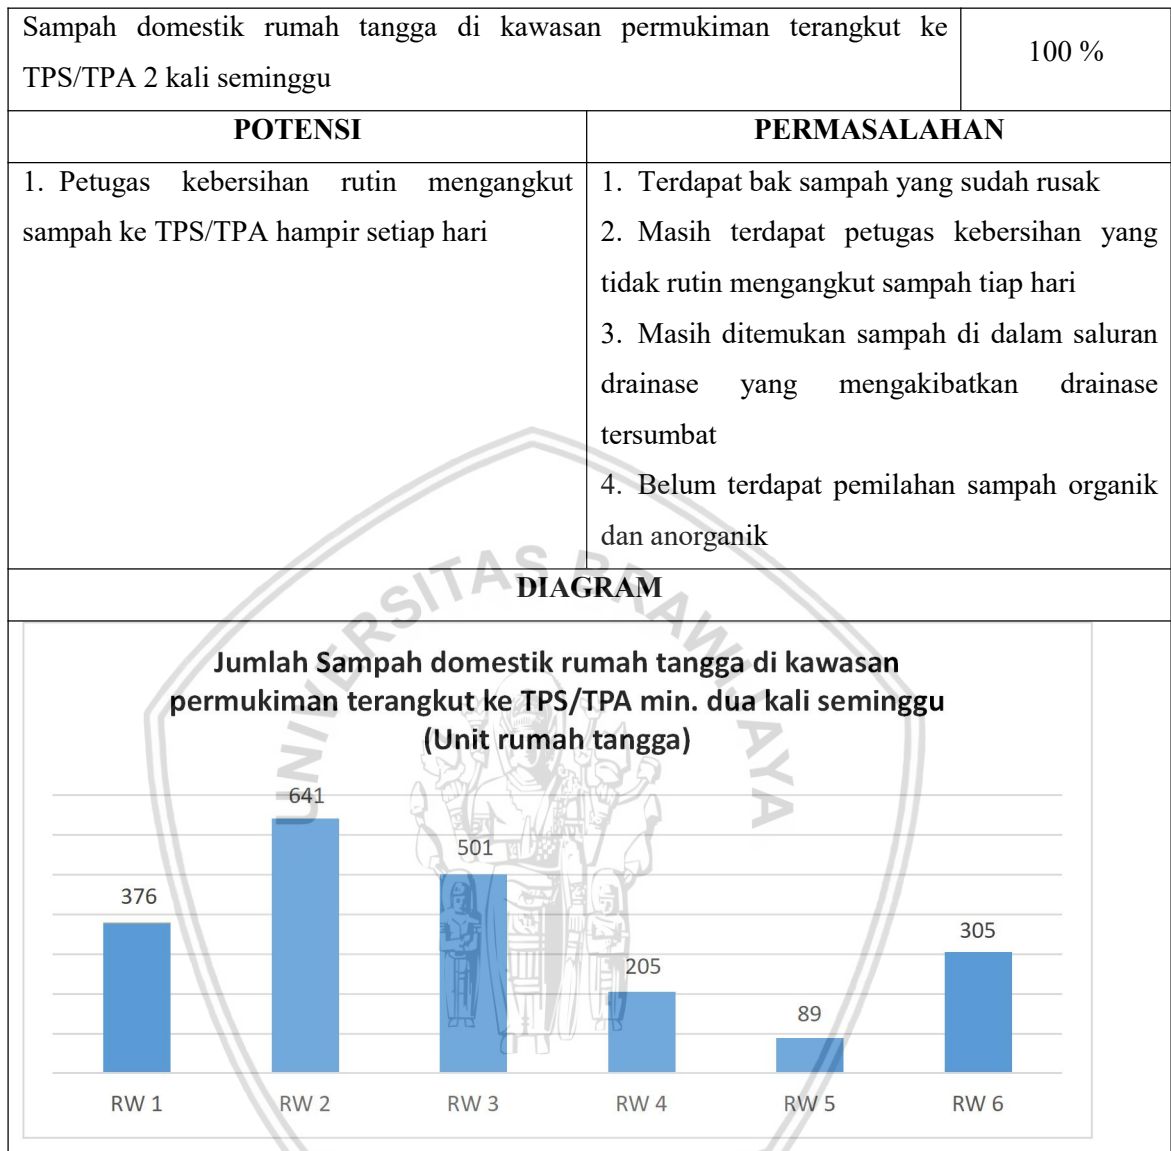 Sampah domestik rumah tangga di kawasan permukiman terangkut ke
TPS/TPA 2 kali seminggu
100 %
POTENSI
PERMASALAHAN
1. Petugas kebersihan rutin mengangkut
sampah ke TPS/TPA hampir setiap hari
1. Terdapat bak sampah yang sudah rusak
2. Masih terdapat petugas kebersihan yang
tidak rutin mengangkut sampah tiap hari
3. Masih ditemukan sampah di dalam saluran
drainase yang mengakibatkan drainase
tersumbat
4. Belum terdapat pemilahan sampah organik
dan anorganik
UNIVERSITAS BRAWIJAYA
DIAGRAM
Jumlah Sampah domestik rumah tangga di kawasan
permukiman terangkut ke TPS/TPA min. dua kali seminggu
(Unit rumah tangga)
376
641
501
205
89
305
RW 1
RW 2
RW 3
RW 4
RW 5
RW 6